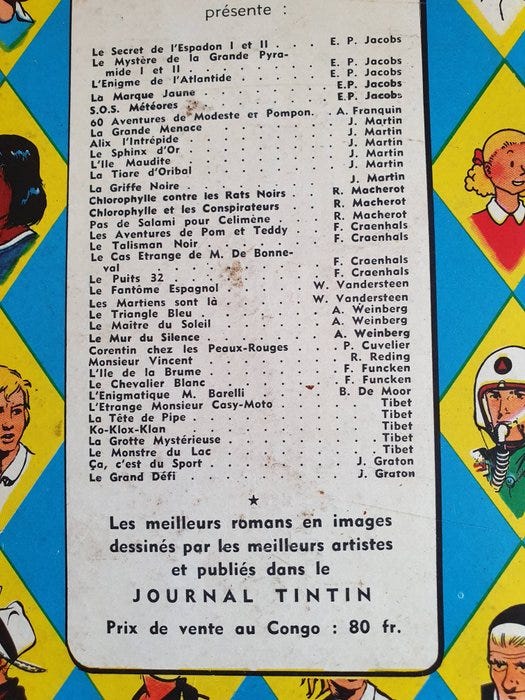 présente :
Le Secret de l'Espadon I et II . . . E. P. Jacobs
Le Mystère de la Grande Pyra-
mide I et II . . . E. P. Jacobs
L'Enigme de l'Atlantide . . . E. P. Jacobs
La Marque Jaune . . . E.P. Jacobs
S.O.S. Météores . . . E.P. Jacobs
60 Aventures de Modeste et Pompon. . A. Franquin
La Grande Menace . . . J. Martin
Alix l'Intrépide . . . J. Martin
Le Sphinx d'Or . . . J. Martin
L'Ile Maudite . . . J. Martin
La Tiare d'Oribal . . . J. Martin
La Griffe Noire . . . J. Martin
Chlorophylle contre les Rats Noirs . . . R. Macherot
Chlorophylle et les Conspirateurs . . . R. Macherot
Pas de Salami pour Celimène . . . R. Macherot
Les Aventures de Pom et Teddy . . . F. Craenhals
Le Talisman Noir . . . F. Craenhals
Le Cas Etrange de M. De Bonne-
val . . . F. Craenhals
Le Puits 32 . . . F. Craenhals
Le Fantôme Espagnol . . . W. Vandersteen
Les Martiens sont là . . . W. Vandersteen
Le Triangle Bleu . . . A. Weinberg
Le Maitre du Soleil . . . A. Weinberg
Le Mur du Silence . . . A. Weinberg
Corentin chez les Peaux-Rouges . . . P. Cuvelier
Monsieur Vincent . . . R. Reding
L'Ile de la Brume . . . F. Funcken
Le Chevalier Blanc . . . F. Funcken
L'Enigmatique M. Barelli . . . B. De Moor
L'Etrange Monsieur Casy-Moto . . . Tibet
La Tête de Pipe . . . Tibet
Ko-Klox-Klan . . . Tibet
La Grotte Mystérieuse . . . Tibet
Le Monstre du Lac . . . Tibet
Ça, c'est du Sport . . . J. Graton
Le Grand Défi . . . J. Graton
★
Les meilleurs romans en images
dessinés par les meilleurs artistes
et publiés dans le
JOURNAL TINTIN
Prix de vente au Congo : 80 fr.